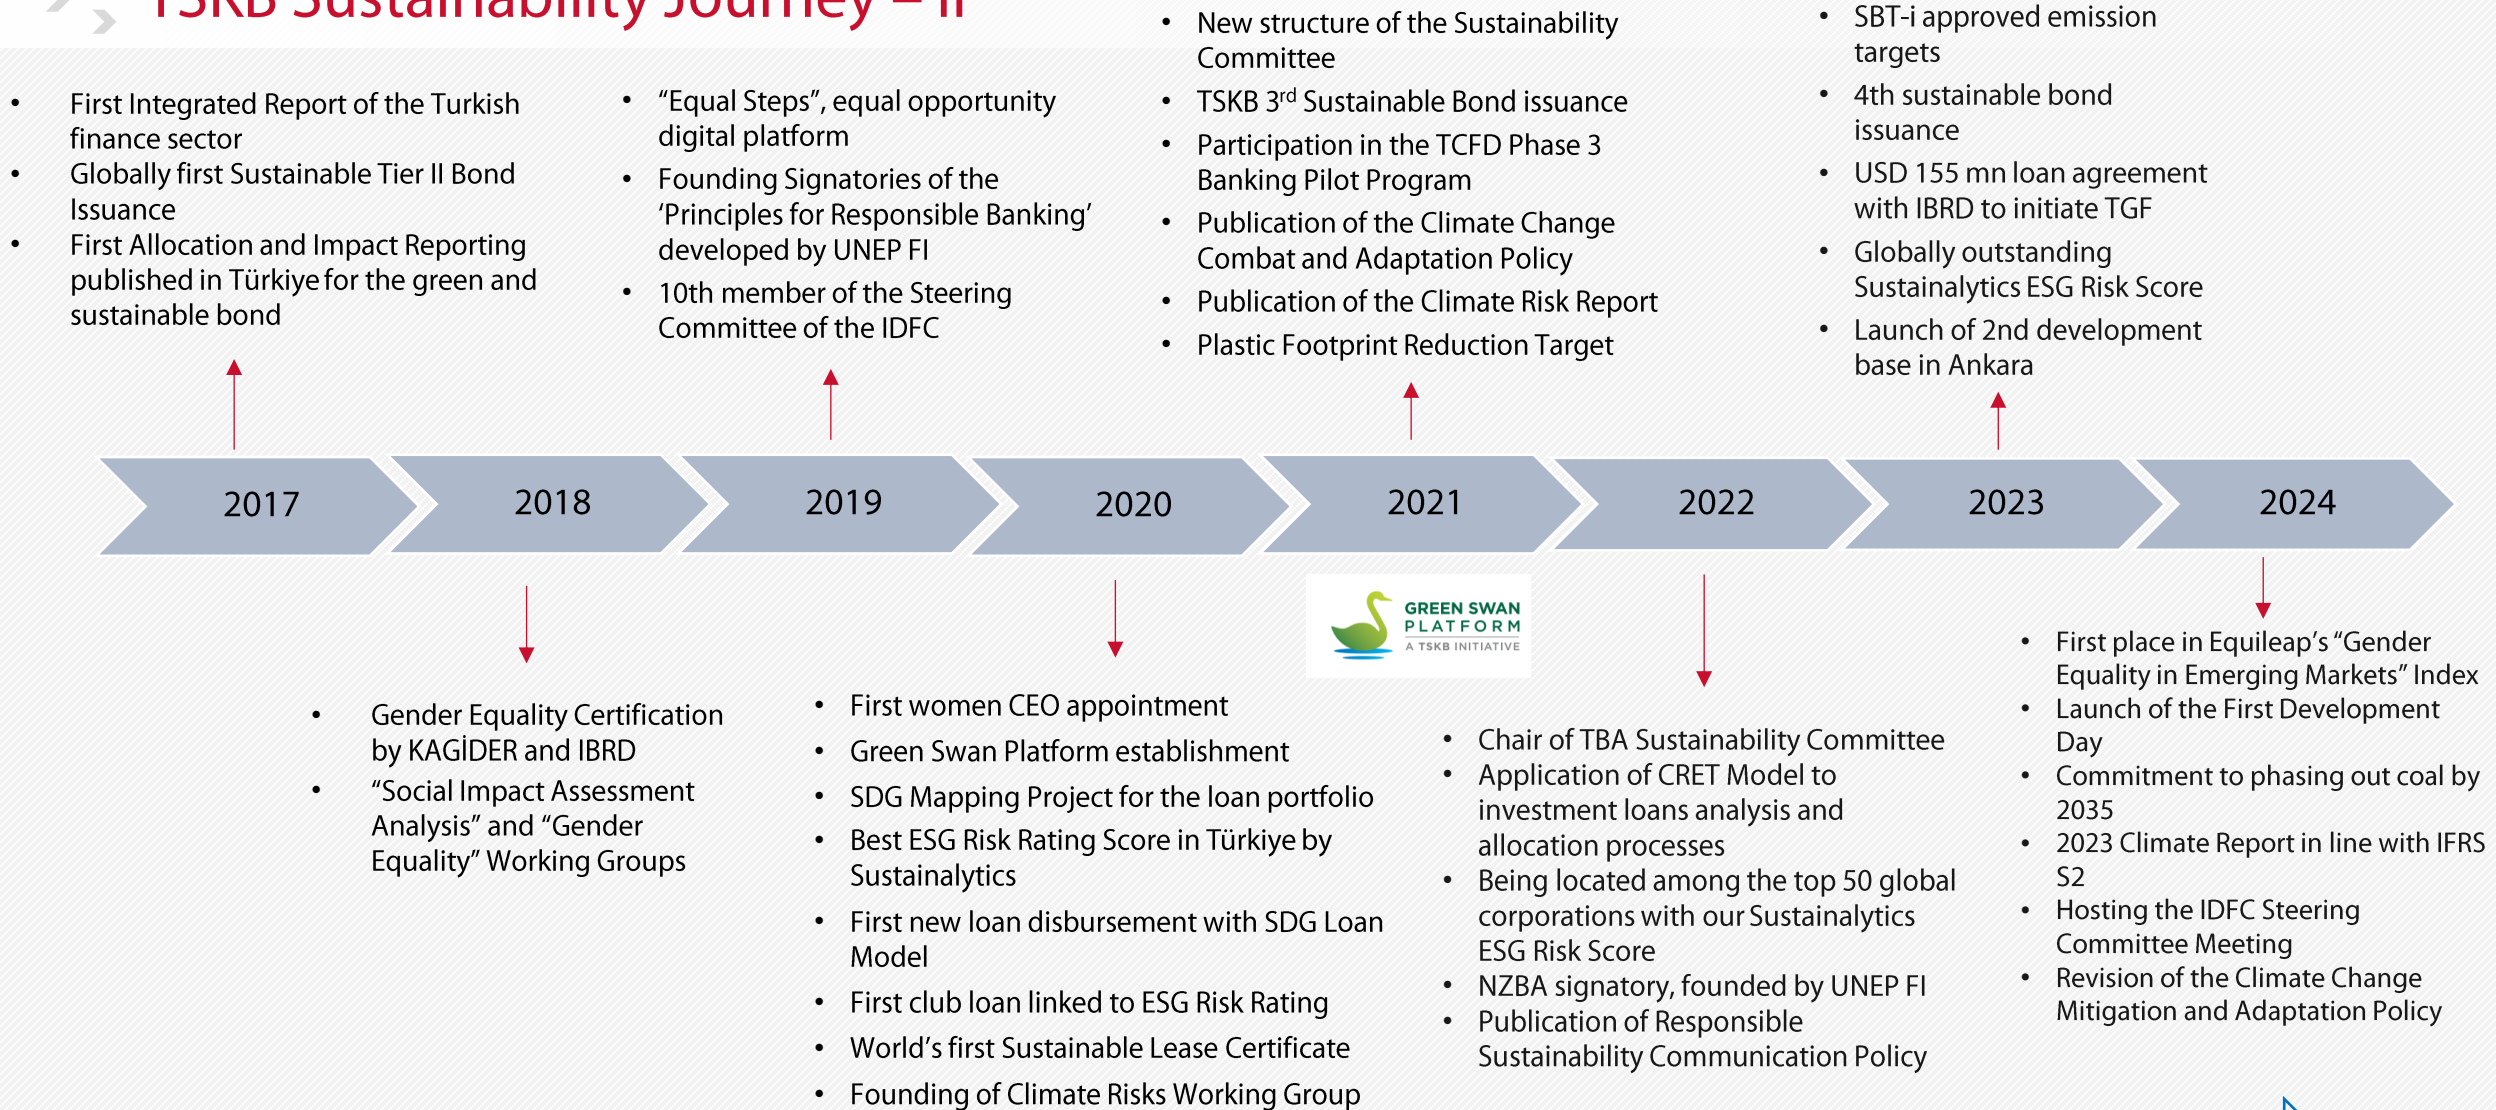 TSKB Sustainability Journey – II
• First Integrated Report of the Turkish
finance sector
• Globally first Sustainable Tier II Bond
Issuance
• First Allocation and Impact Reporting
published in Türkiye for the green and
sustainable bond
• “Equal Steps”, equal opportunity
digital platform
• Founding Signatories of the
‘Principles for Responsible Banking’
developed by UNEP FI
• 10th member of the Steering
Committee of the IDFC
• New structure of the Sustainability
Committee
• TSKB 3rd Sustainable Bond issuance
• Participation in the TCFD Phase 3
Banking Pilot Program
• Publication of the Climate Change
Combat and Adaptation Policy
• Publication of the Climate Risk Report
• Plastic Footprint Reduction Target
• SBT-i approved emission
targets
• 4th sustainable bond
issuance
• USD 155 mn loan agreement
with IBRD to initiate TGF
• Globally outstanding
Sustainalytics ESG Risk Score
• Launch of 2nd development
base in Ankara
2017
2018
2019
2020
2021
2022
2023
2024
• Gender Equality Certification
by KAGİDER and IBRD
• “Social Impact Assessment
Analysis” and “Gender
Equality” Working Groups
• First women CEO appointment
• Green Swan Platform establishment
• SDG Mapping Project for the loan portfolio
• Best ESG Risk Rating Score in Türkiye by
Sustainalytics
• First new loan disbursement with SDG Loan
Model
• First club loan linked to ESG Risk Rating
• World’s first Sustainable Lease Certificate
• Founding of Climate Risks Working Group
GREEN SWAN
PLATFORM
A TSKB INITIATIVE
• Chair of TBA Sustainability Committee
• Application of CRET Model to
investment loans analysis and
allocation processes
• Being located among the top 50 global
corporations with our Sustainalytics
ESG Risk Score
• NZBA signatory, founded by UNEP FI
• Publication of Responsible
Sustainability Communication Policy
• First place in Equileap’s “Gender
Equality in Emerging Markets” Index
• Launch of the First Development
Day
• Commitment to phasing out coal by
2035
• 2023 Climate Report in line with IFRS
S2
• Hosting the IDFC Steering
Committee Meeting
• Revision of the Climate Change
Mitigation and Adaptation Policy